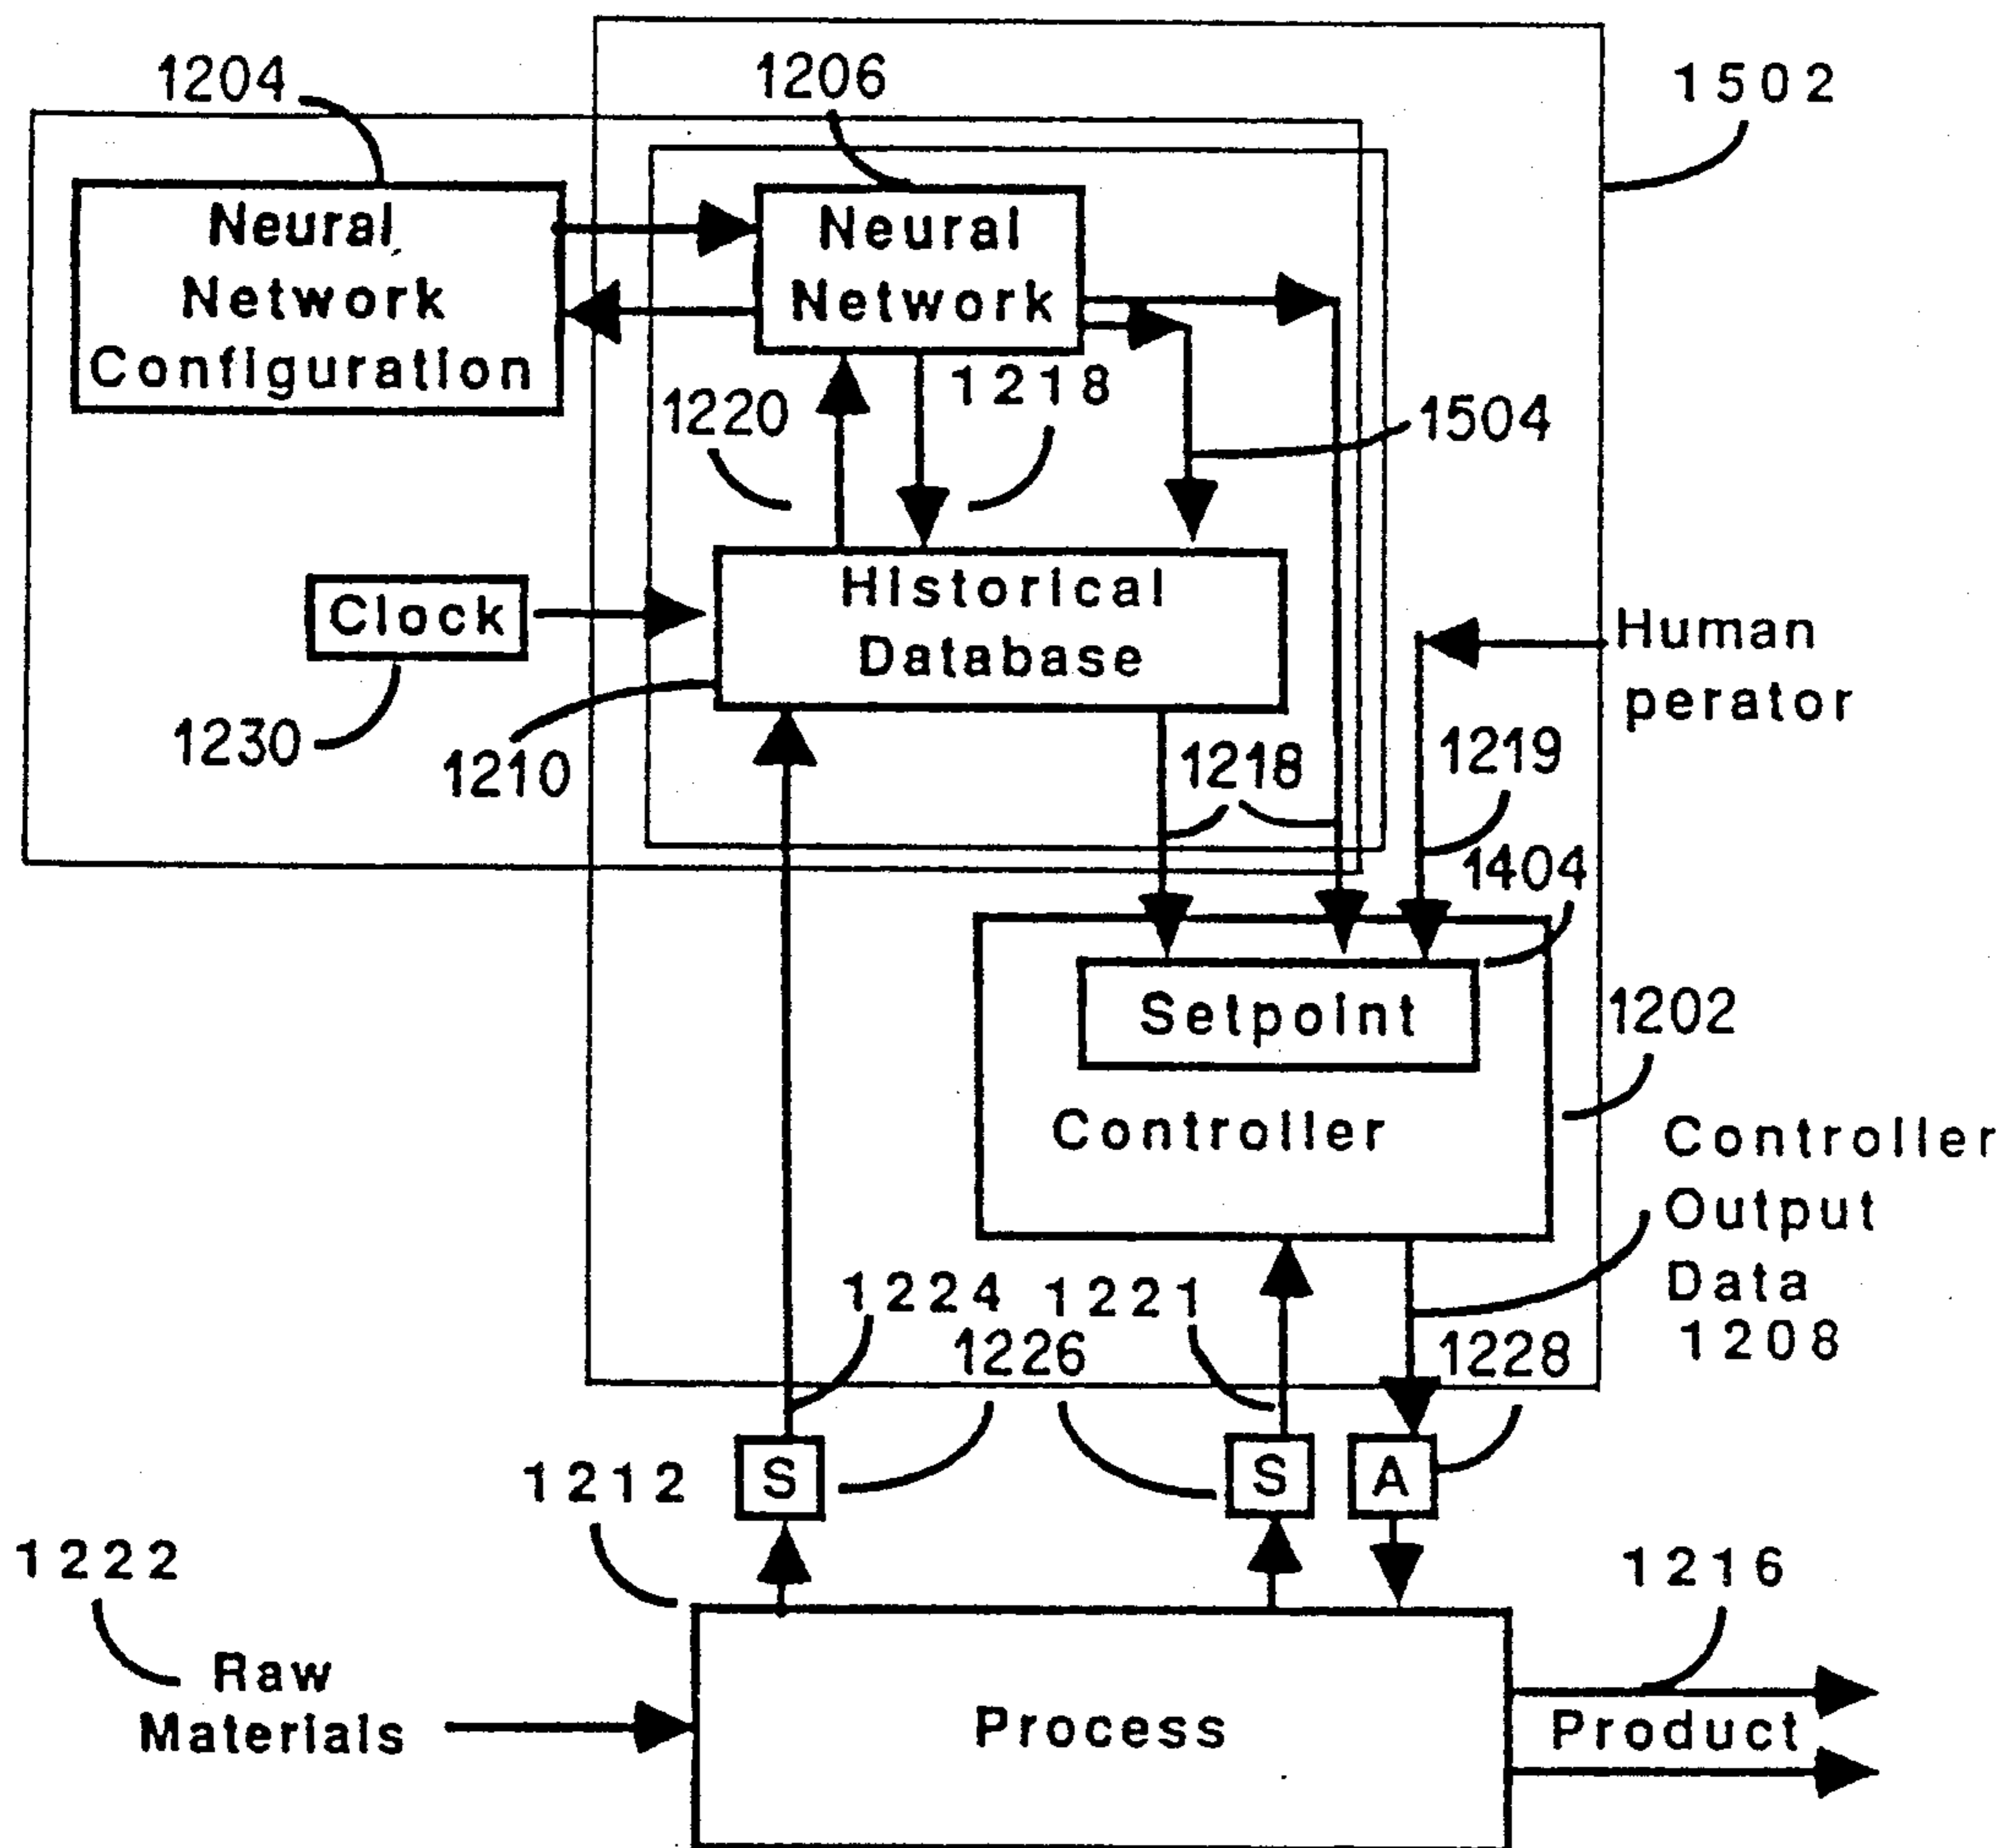 1204
1206
1502
Neural
Network
Configuration
Neural
Network
1220
1218
1504
Historical
Database
Clock
1230
1210
Human
perator
1218
1219
1404
Setpoint
Controller
1202
Controller
Output
Data
1208
1224
1221
1226
1228
S
S
A
1212
1222
Raw
Materials
Process
1216
Product